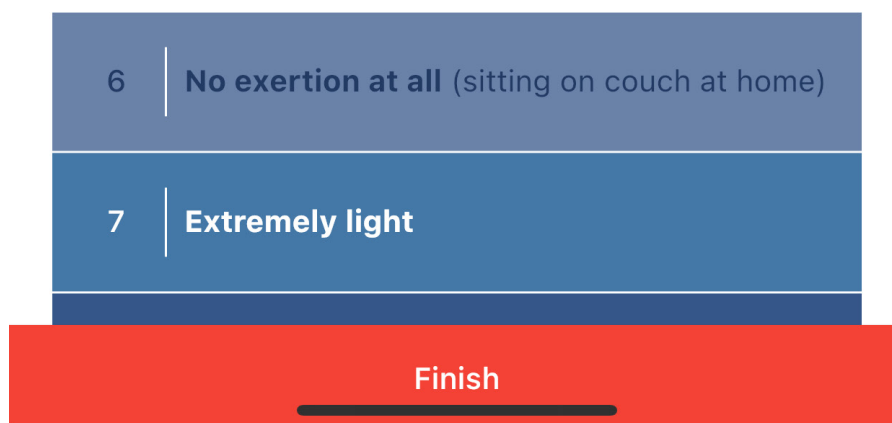 6 No exertion at all (sitting on couch at home)
7 Extremely light
Finish